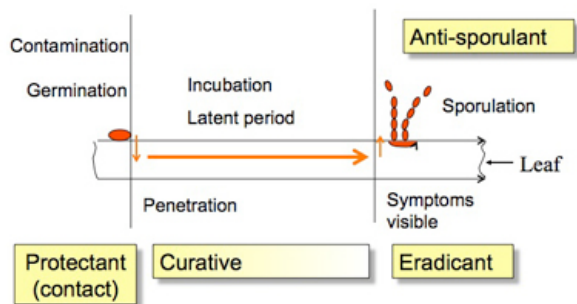 Contamination
Germination
Incubation
Latent period
Anti-sporulant
Sporulation
Leaf
Penetration
Symptoms
visible
Protectant
(contact)
Curative
Eradicant